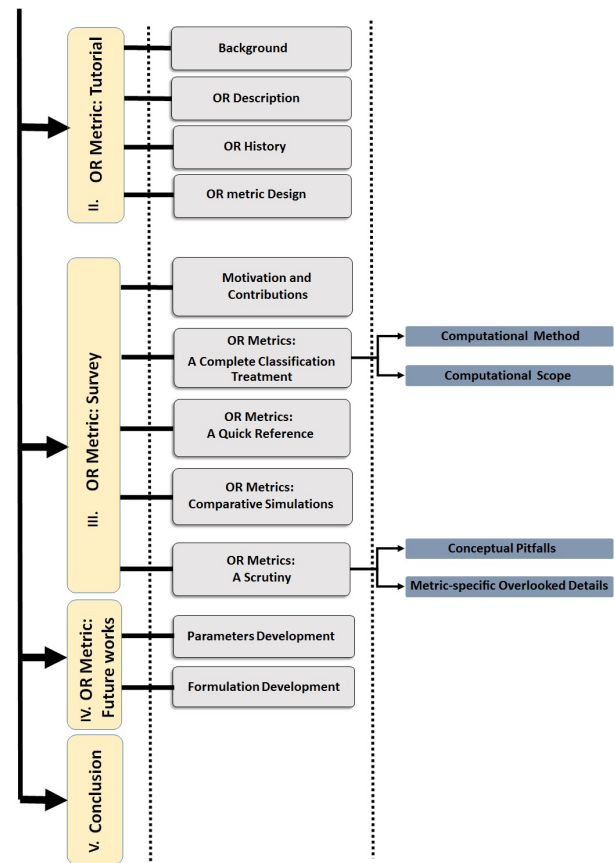 II. OR Metric: Tutorial
Background
OR Description
OR History
OR metric Design
III. OR Metric: Survey
Motivation and
Contributions
OR Metrics:
A Complete Classification
Treatment
Computational Method
Computational Scope
OR Metrics:
A Quick Reference
OR Metrics:
Comparative Simulations
OR Metrics:
A Scrutiny
Conceptual Pitfalls
Metric-specific Overlooked Details
IV. OR Metric:
Future works
Parameters Development
Formulation Development
V. Conclusion